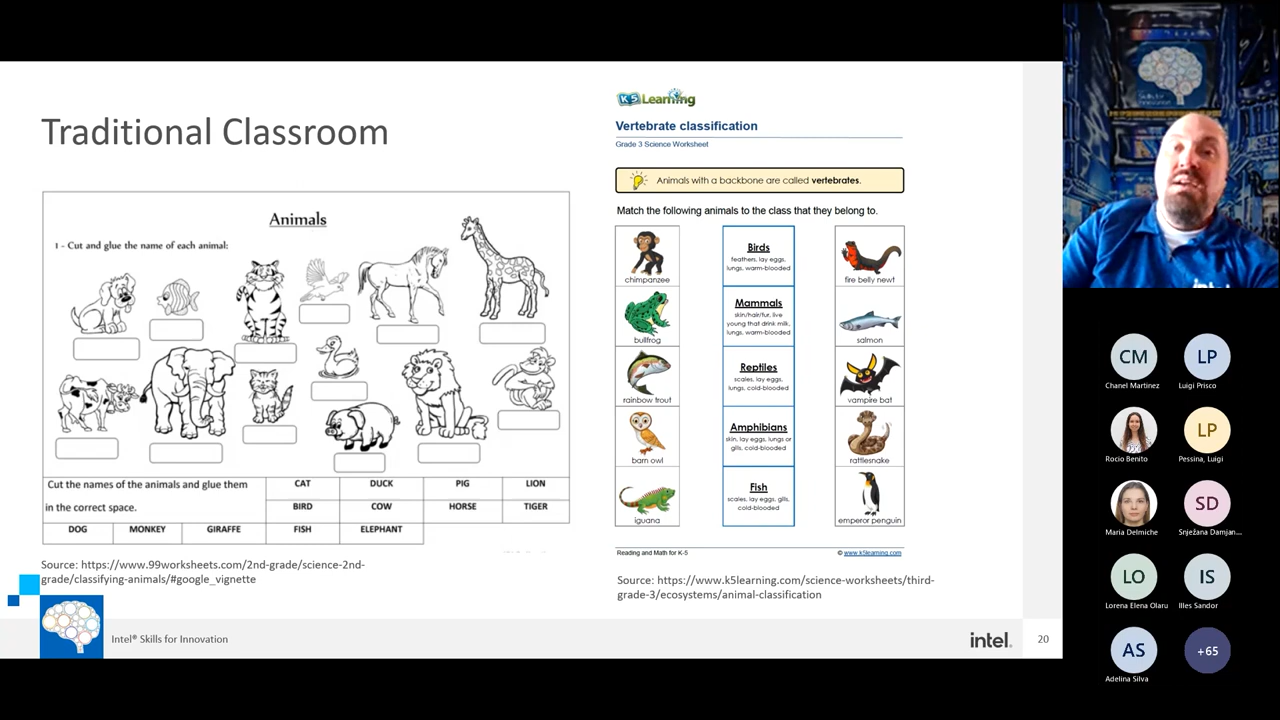 Traditional Classroom
Animals
1 - Cut and glue the name of each animal:
Cut the names of the animals and glue them
in the correct space.
CAT DUCK PIG LION
BIRD COW HORSE TIGER
DOG MONKEY GIRAFFE FISH ELEPHANT
Source: https://www.99worksheets.com/2nd-grade/science-2nd-
grade/classifying-animals/#google_vignette
K5 Learning
Vertebrate classification
Grade 3 Science Worksheet
Animals with a backbone are called vertebrates.
Match the following animals to the class that they belong to.
chimpanzee
bullfrog
rainbow trout
barn owl
iguana
Birds
feathers, lay eggs,
lungs, warm-blooded
Mammals
skin/hair/fur, live
young that drink milk,
lungs, warm-blooded
Reptiles
scales, lay eggs,
lungs, cold-blooded
Amphibians
skin, lay eggs, lungs or
gills, cold-blooded
Fish
scales, lay eggs, gills,
cold-blooded
fire belly newt
salmon
vampire bat
rattlesnake
emperor penguin
Reading and Math for K-5
© www.k5learning.com
Source: https://www.k5learning.com/science-worksheets/third-
grade-3/ecosystems/animal-classification
Intel® Skills for Innovation
intel.
20
Skills for
Innovation
CM
Chanel Martinez
LP
Luigi Prisco
Rocio Benito
LP
Pessina, Luigi
Maria Delmiche
SD
Snježana Damjan...
LO
Lorena Elena Olaru
IS
Illes Sandor
AS
Adelina Silva
+65